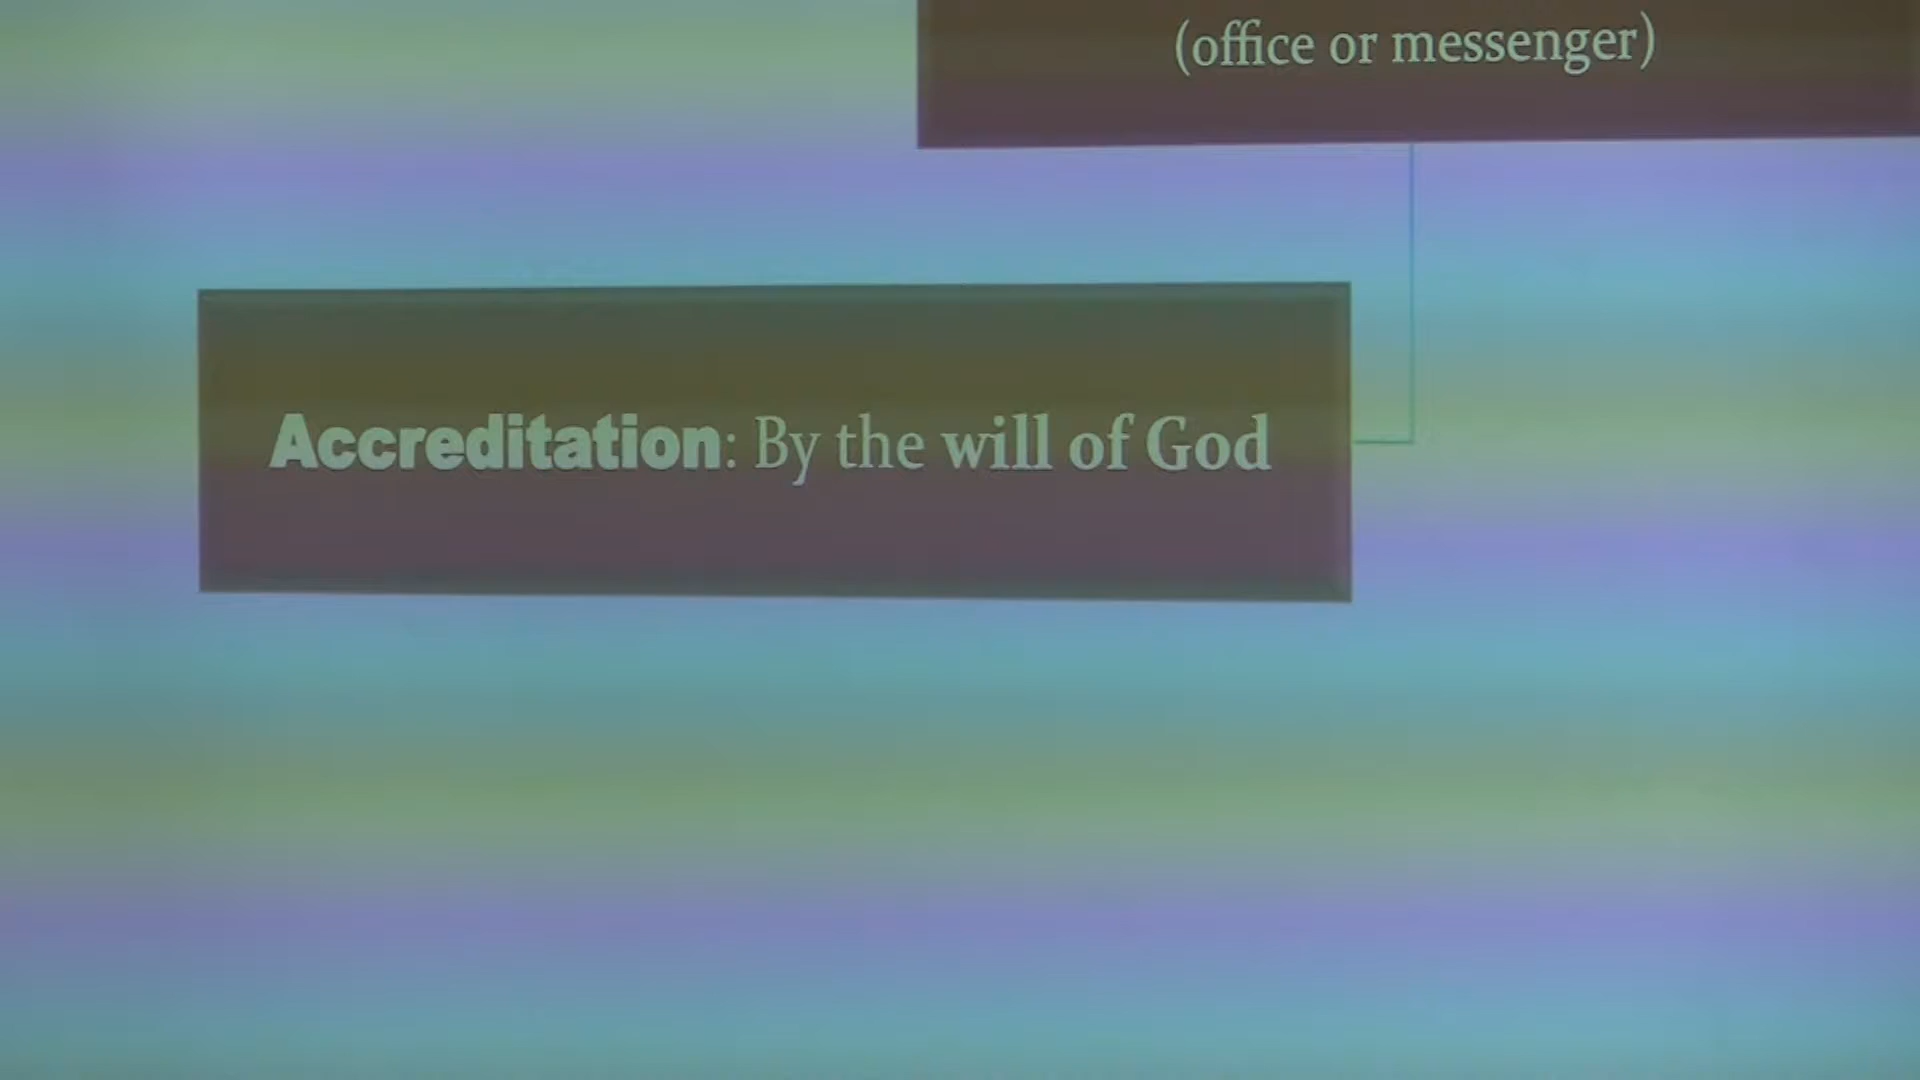 (office or messenger)
Accreditation: By the will of God